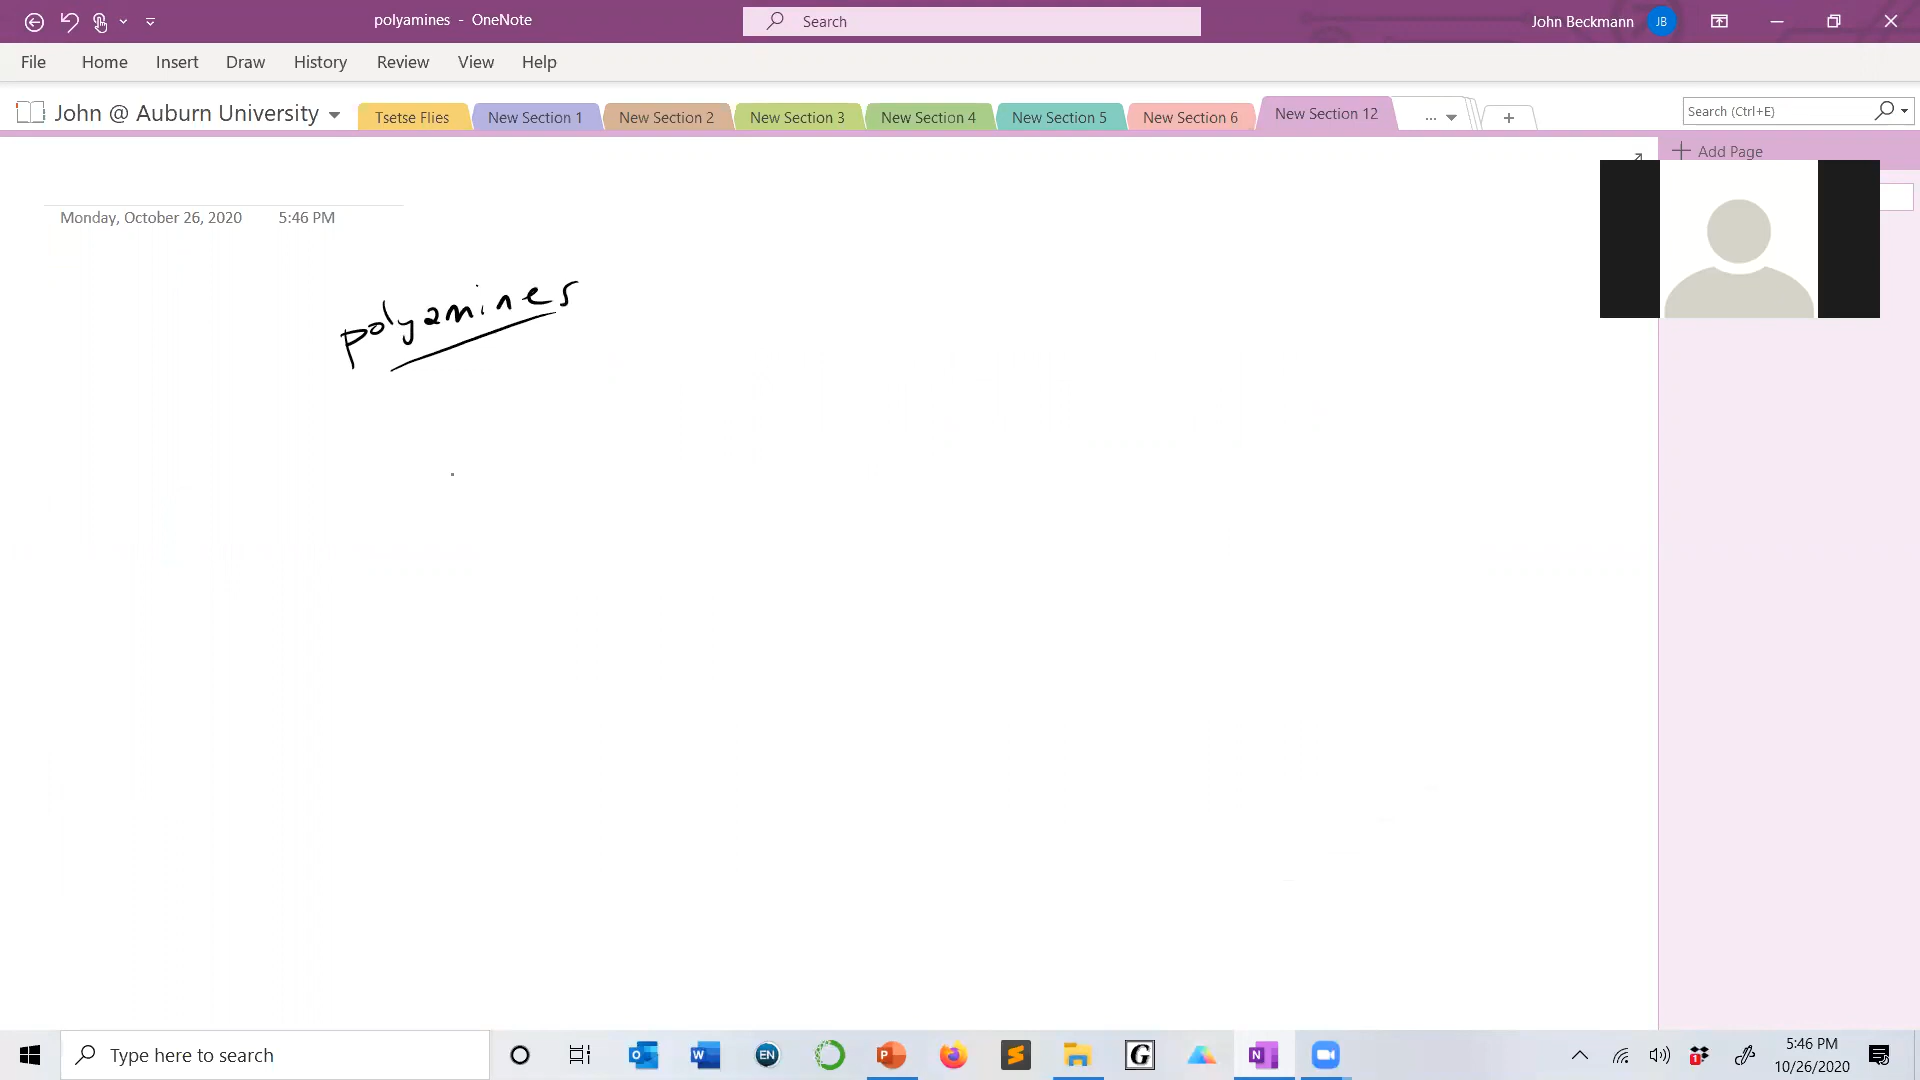 polyamines - OneNote
Search
John Beckmann
JB
File Home Insert Draw History Review View Help
John @ Auburn University
Tsetse Flies
New Section 1
New Section 2
New Section 3
New Section 4
New Section 5
New Section 6
New Section 12
...
Search (Ctrl+E)
Add Page
Monday, October 26, 2020 5:46 PM
polyamines
Type here to search
EN
G
5:46 PM
10/26/2020